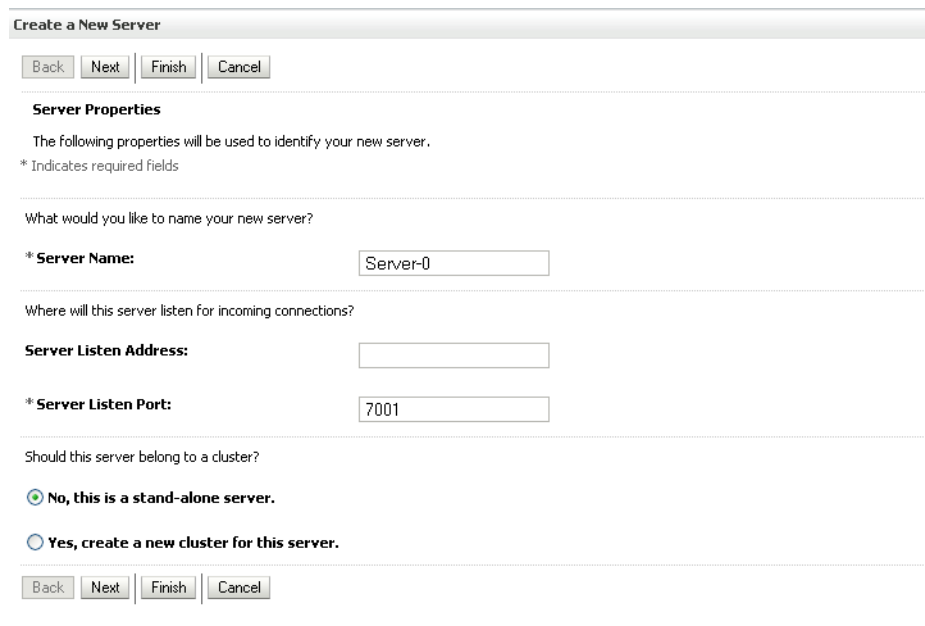 Create a New Server
Back Next Finish Cancel
Server Properties
The following properties will be used to identify your new server.
* Indicates required fields
What would you like to name your new server?
* Server Name: Server-0
Where will this server listen for incoming connections?
Server Listen Address:
* Server Listen Port: 7001
Should this server belong to a cluster?
No, this is a stand-alone server.
Yes, create a new cluster for this server.
Back Next Finish Cancel